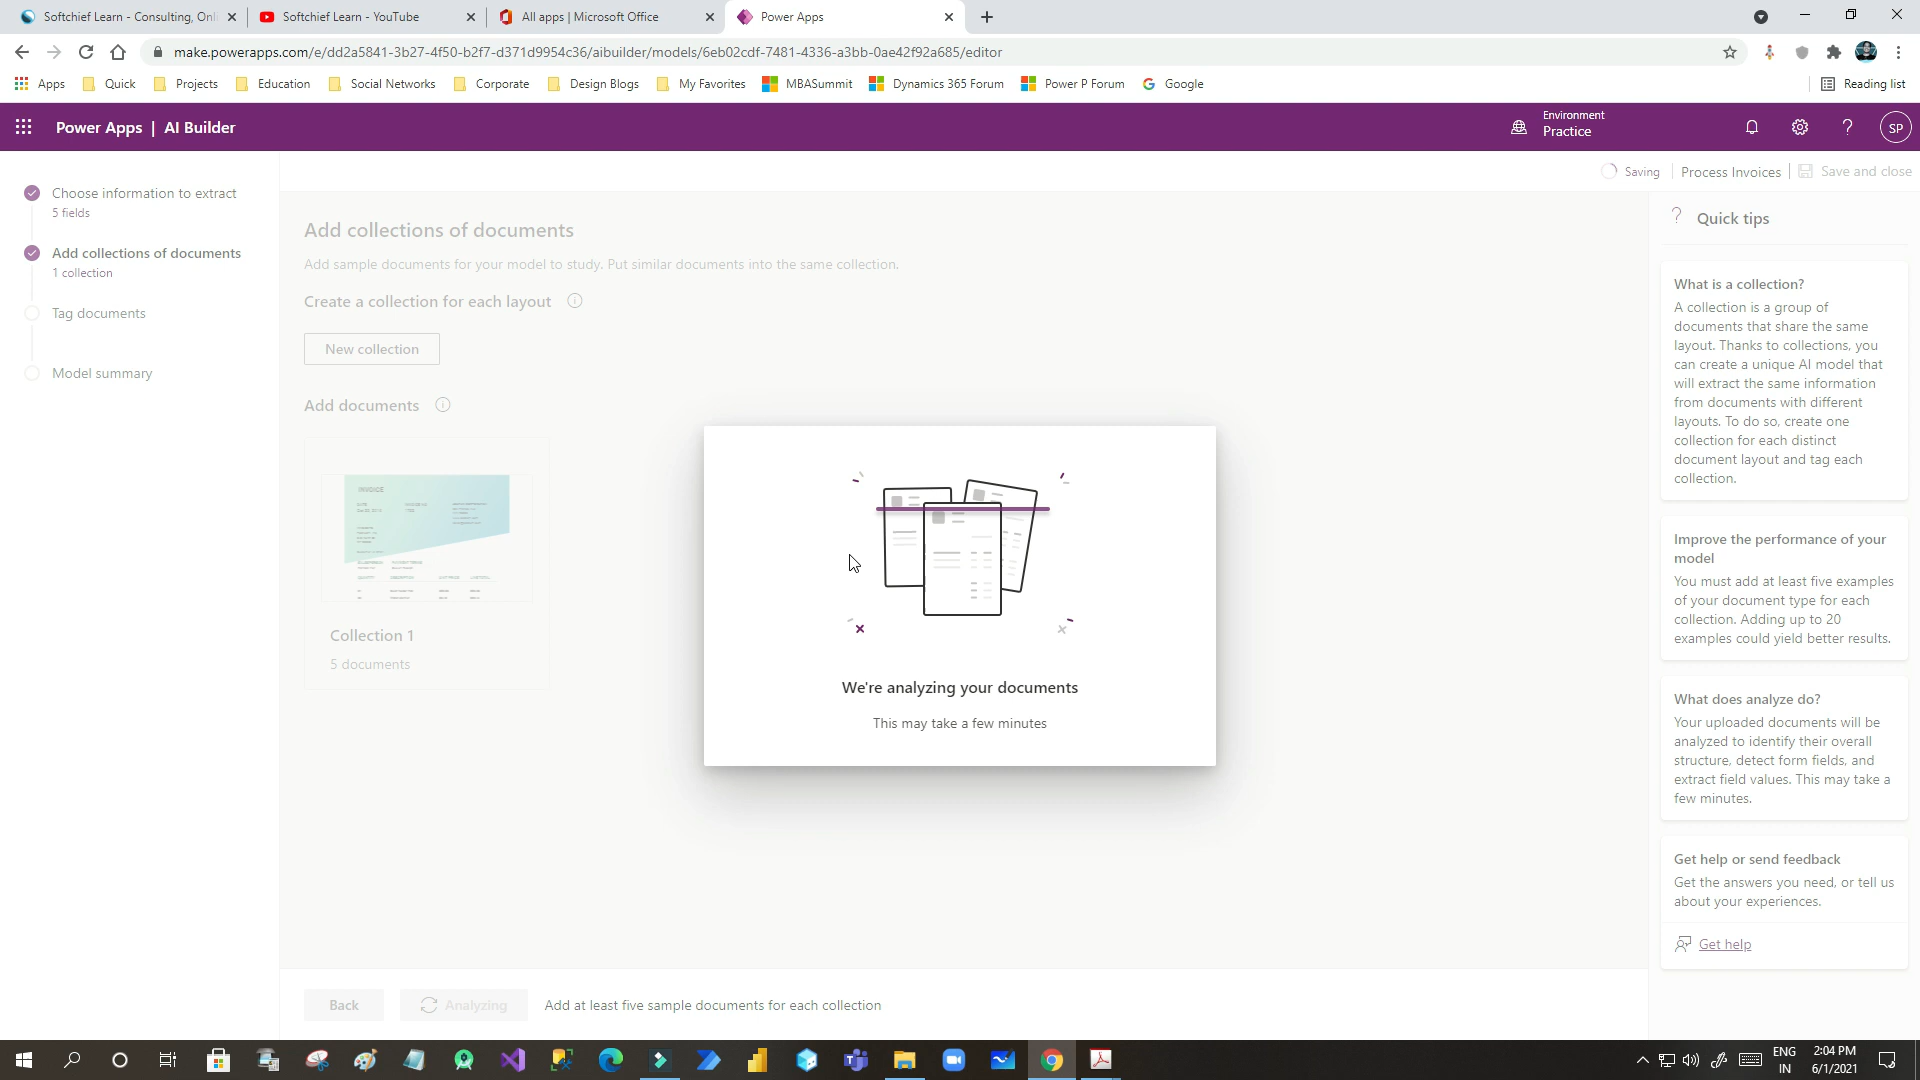 Softchief Learn - Consulting, Onli
Softchief Learn - YouTube
All apps | Microsoft Office
Power Apps
make.powerapps.com/e/dd2a5841-3b27-4f50-b2f7-d371d9954c36/aibuilder/models/6eb02cdf-7481-4336-a3bb-0ae42f92a685/editor
Apps
Quick
Projects
Education
Social Networks
Corporate
Design Blogs
My Favorites
MBASummit
Dynamics 365 Forum
Power P Forum
Google
Reading list
Power Apps | AI Builder
Environment
Practice
SP
Saving
Process Invoices
Save and close
Choose information to extract
5 fields
Add collections of documents
1 collection
Tag documents
Model summary
Add collections of documents
Add sample documents for your model to study. Put similar documents into the same collection.
Create a collection for each layout
New collection
Add documents
INVOICE
Collection 1
5 documents
We're analyzing your documents
This may take a few minutes
Quick tips
What is a collection?
A collection is a group of
documents that share the same
layout. Thanks to collections, you
can create a unique AI model that
will extract the same information
from documents with different
layouts. To do so, create one
collection for each distinct
document layout and tag each
collection.
Improve the performance of your
model
You must add at least five examples
of your document type for each
collection. Adding up to 20
examples could yield better results.
What does analyze do?
Your uploaded documents will be
analyzed to identify their overall
structure, detect form fields, and
extract field values. This may take a
few minutes.
Get help or send feedback
Get the answers you need, or tell us
about your experiences.
Get help
Back
Analyzing
Add at least five sample documents for each collection
ENG
IN
2:04 PM
6/1/2021